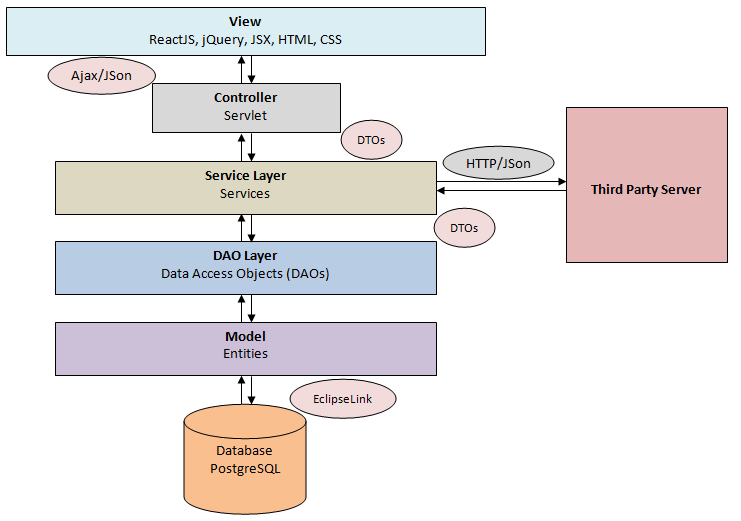 View
ReactJS, jQuery, JSX, HTML, CSS
Ajax/JSon
Controller
Servlet
DTOs
HTTP/JSon
Service Layer
Services
Third Party Server
DTOs
DAO Layer
Data Access Objects (DAOs)
Model
Entities
EclipseLink
Database
PostgreSQL